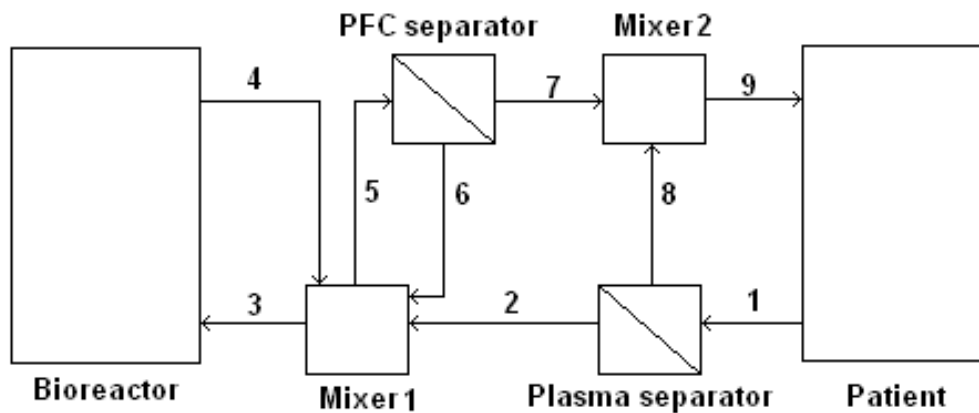 PFC separator
Mixer2
4
7
9
5
6
8
3
2
1
Bioreactor
Mixer1
Plasma separator
Patient